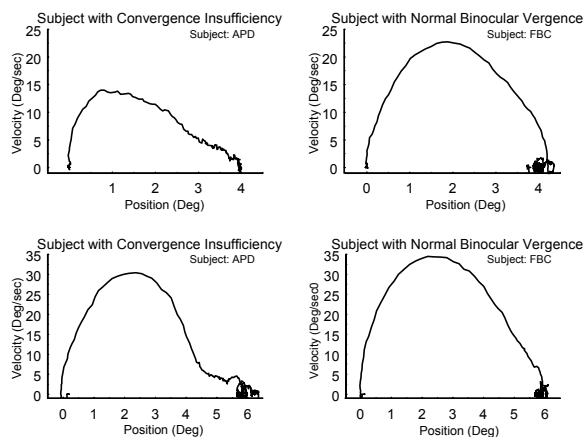 Subject with Convergence Insufficiency
Subject: APD
25
20
15
10
5
0
Velocity (Deg/sec)
1 2 3 4
Position (Deg)
Subject with Normal Binocular Vergence
Subject: FBC
25
20
15
10
5
0
Velocity (Deg/sec)
0 1 2 3 4
Position (Deg)
Subject with Convergence Insufficiency
Subject: APD
35
30
25
20
15
10
5
0
Velocity (Deg/sec)
0 1 2 3 4 5 6
Position (Deg)
Subject with Normal Binocular Vergence
Subject: FBC
35
30
25
20
15
10
5
0
Velocity (Deg/sec0
0 1 2 3 4 5 6
Position (Deg)